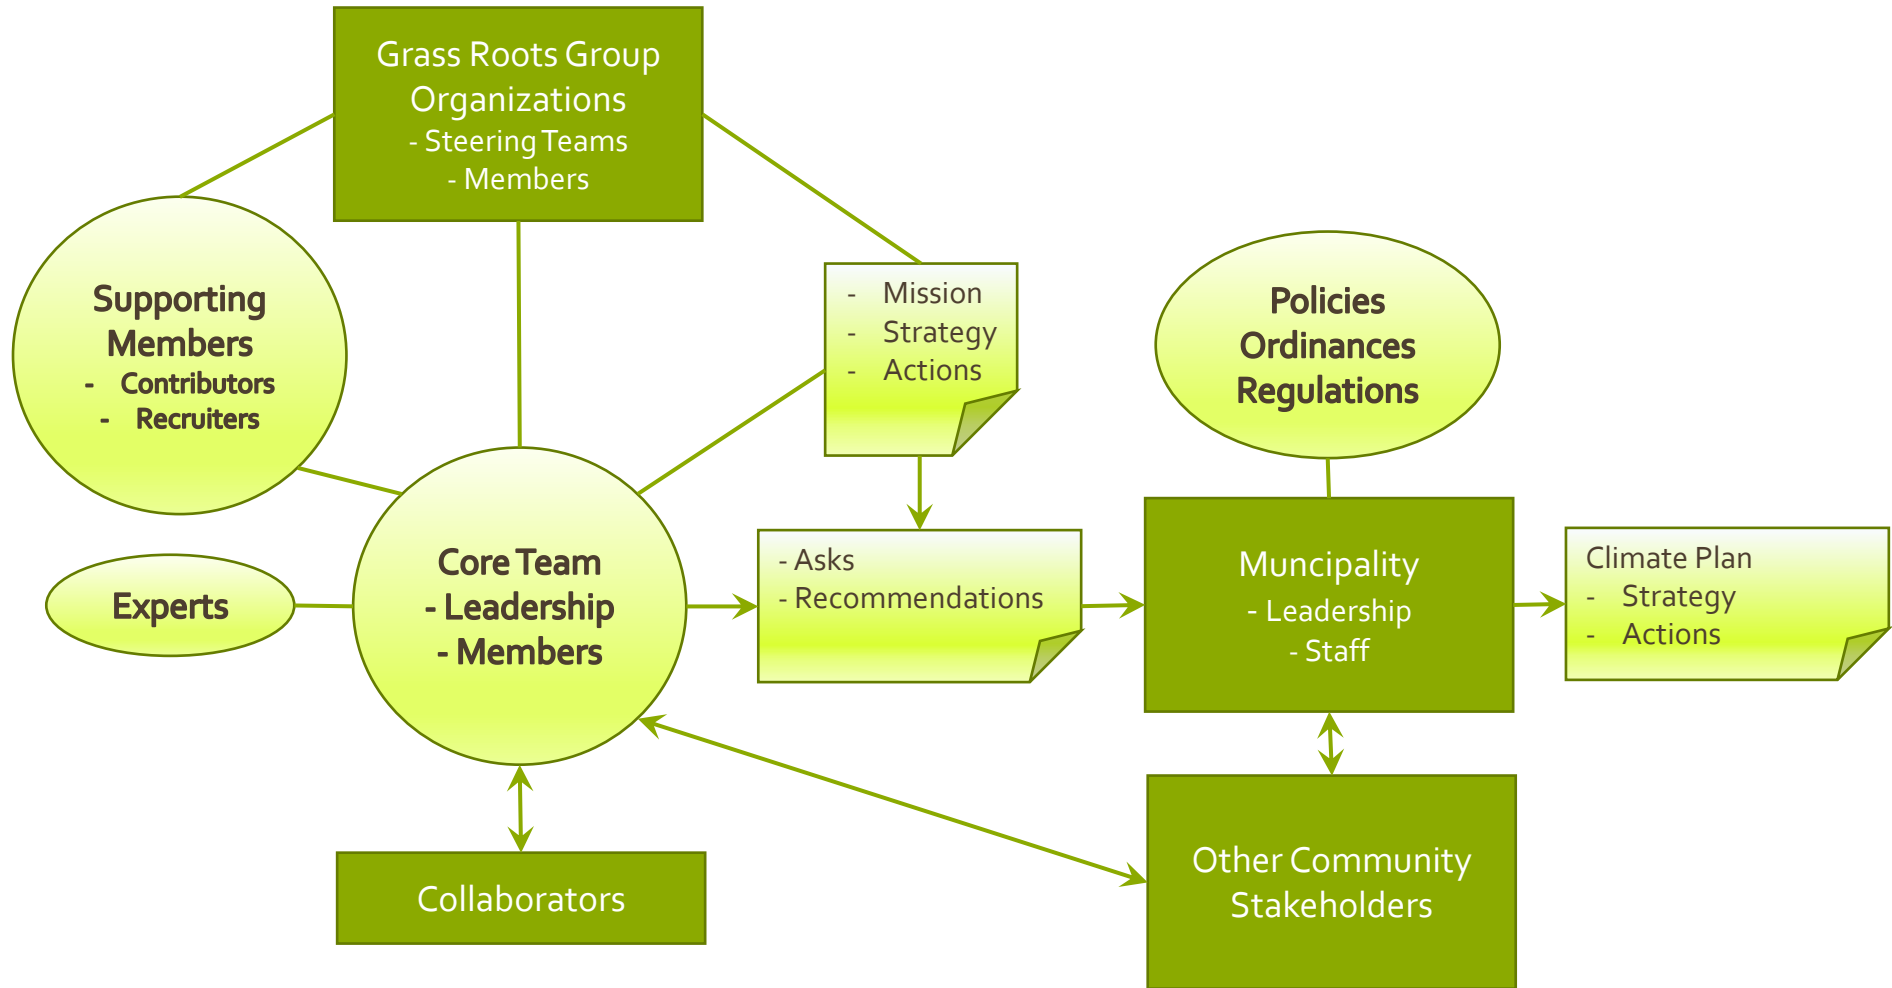 Grass Roots Group
Organizations
- Steering Teams
- Members
Supporting
Members
- Contributors
- Recruiters
- Mission
- Strategy
- Actions
Policies
Ordinances
Regulations
Experts
Core Team
- Leadership
- Members
- Asks
- Recommendations
Muncipality
- Leadership
- Staff
Climate Plan
- Strategy
- Actions
Collaborators
Other Community
Stakeholders